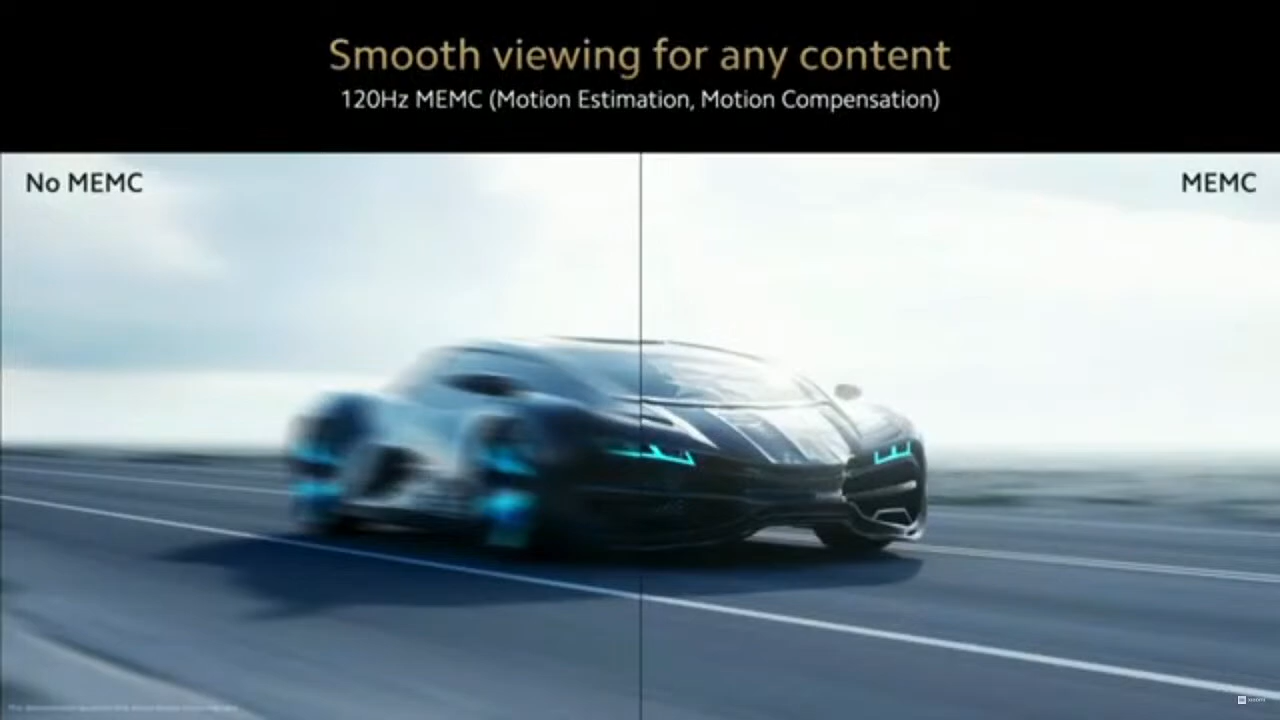 Smooth viewing for any content
120Hz MEMC (Motion Estimation, Motion Compensation)
No MEMC
MEMC